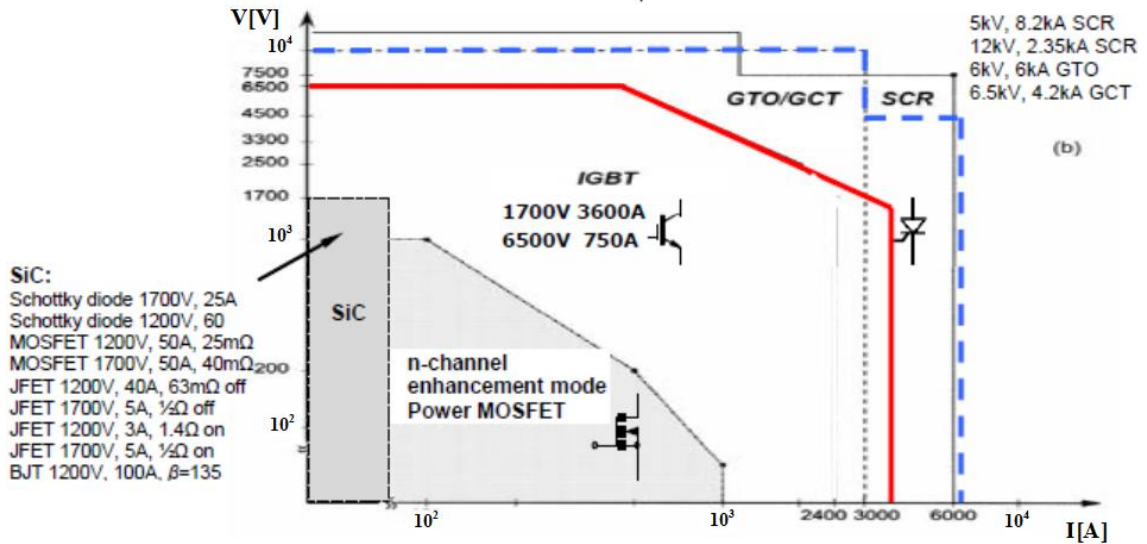 V[V]
10⁴
7500
6500
4500
3300
2500
1700
10³
200
10²
5kV, 8.2kA SCR
12kV, 2.35kA SCR
6kV, 6kA GTO
6.5kV, 4.2kA GCT
(b)
GTO/GCT
SCR
IGBT
1700V 3600A
6500V 750A
SiC:
Schottky diode 1700V, 25A
Schottky diode 1200V, 60
MOSFET 1200V, 50A, 25mΩ
MOSFET 1700V, 50A, 40mΩ
JFET 1200V, 40A, 63mΩ off
JFET 1700V, 5A, ½Ω off
JFET 1200V, 3A, 1.4Ω on
JFET 1700V, 5A, ½Ω on
BJT 1200V, 100A, β=135
SiC
n-channel
enhancement mode
Power MOSFET
10² 10³ 2400 3000 6000 10⁴
I[A]